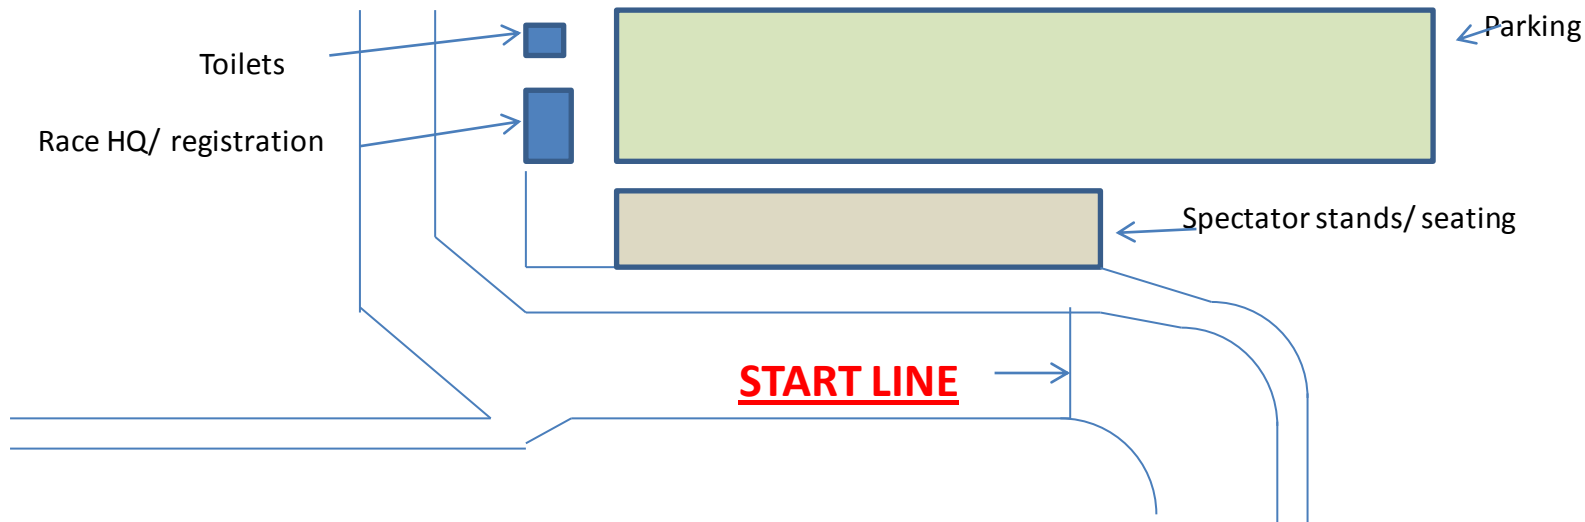 Parking
Toilets
Race HQ/ registration
Spectator stands/ seating
START LINE